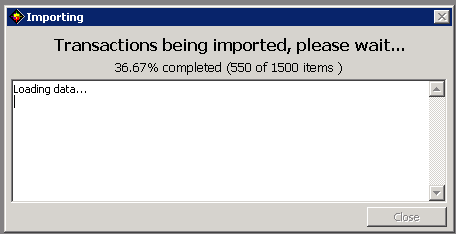 Importing
Transactions being imported, please wait...
36.67% completed (550 of 1500 items )
Loading data...
Close